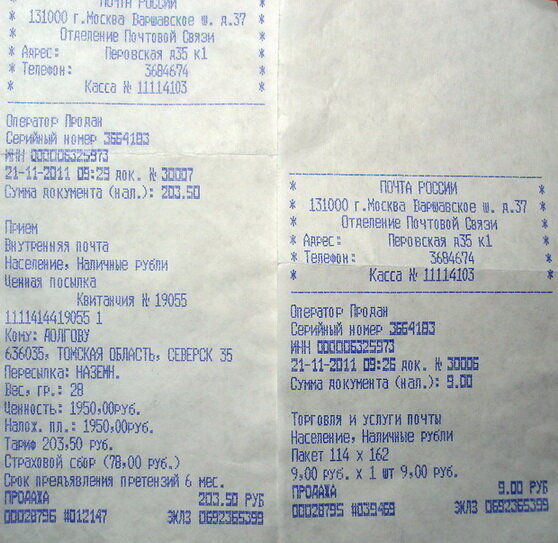 ПОЧТА РОССИИ
* 131000 г.Москва Варшавское ш. д.37 *
* Отделение Почтовой Связи *
* Адрес: Перовская д35 к1 *
* Телефон: 3684674 *
* Касса № 11114103 *
Оператор Продан
Серийный номер 3664183
ИНН 000006325973
21-11-2011 09:29 док. № 30007
Сумма документа (нал.): 203.50
Прием
Внутренняя почта
Население, Наличные рубли
Ценная посылка
Квитанчия № 19055
1111414419055 1
Кому: ДОЛГОВУ
636035, ТОМСКАЯ ОБЛАСТЬ, СЕВЕРСК 35
Пересылка: НАЗЕМН.
Вес, гр.: 28
Ценность: 1950,00руб.
Налож. пл.: 1950,00руб.
Тариф 203,50 руб.
Страховой сбор (78,00 руб.)
Срок предъявления претензий 6 мес.
ПРОДАЖА 203.50 РУБ
00028796 #012147 ЭКЛЗ 0692365399
* ПОЧТА РОССИИ *
* 131000 г.Москва Варшавское ш. д.37 *
* Отделение Почтовой Связи *
* Адрес: Перовская д35 к1 *
* Телефон: 3684674 *
* Касса № 11114103 *
Оператор Продан
Серийный номер 3664183
ИНН 000006325973
21-11-2011 09:26 док. № 30006
Сумма документа (нал.): 9.00
Торговля и услуги почты
Население, Наличные рубли
Пакет 114 x 162
9,00 руб. x 1 шт 9,00 руб.
ПРОДАЖА 9.00 РУБ
00028795 #039469 ЭКЛЗ 0692365399